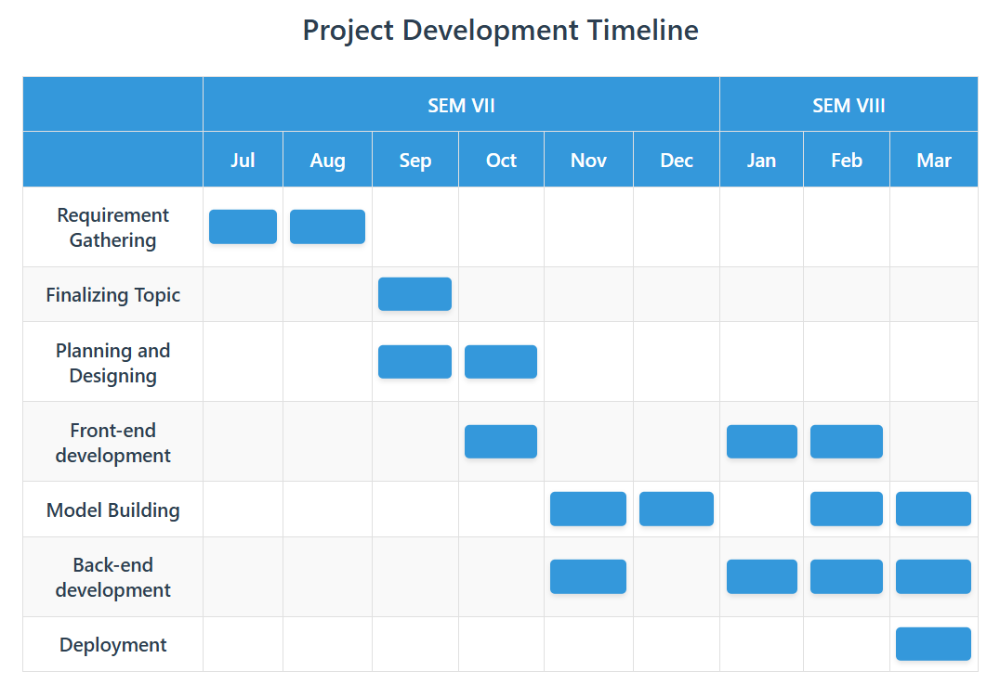 Project Development Timeline
SEM VII SEM VIII
Jul Aug Sep Oct Nov Dec Jan Feb Mar
Requirement
Gathering
Finalizing Topic
Planning and
Designing
Front-end
development
Model Building
Back-end
development
Deployment